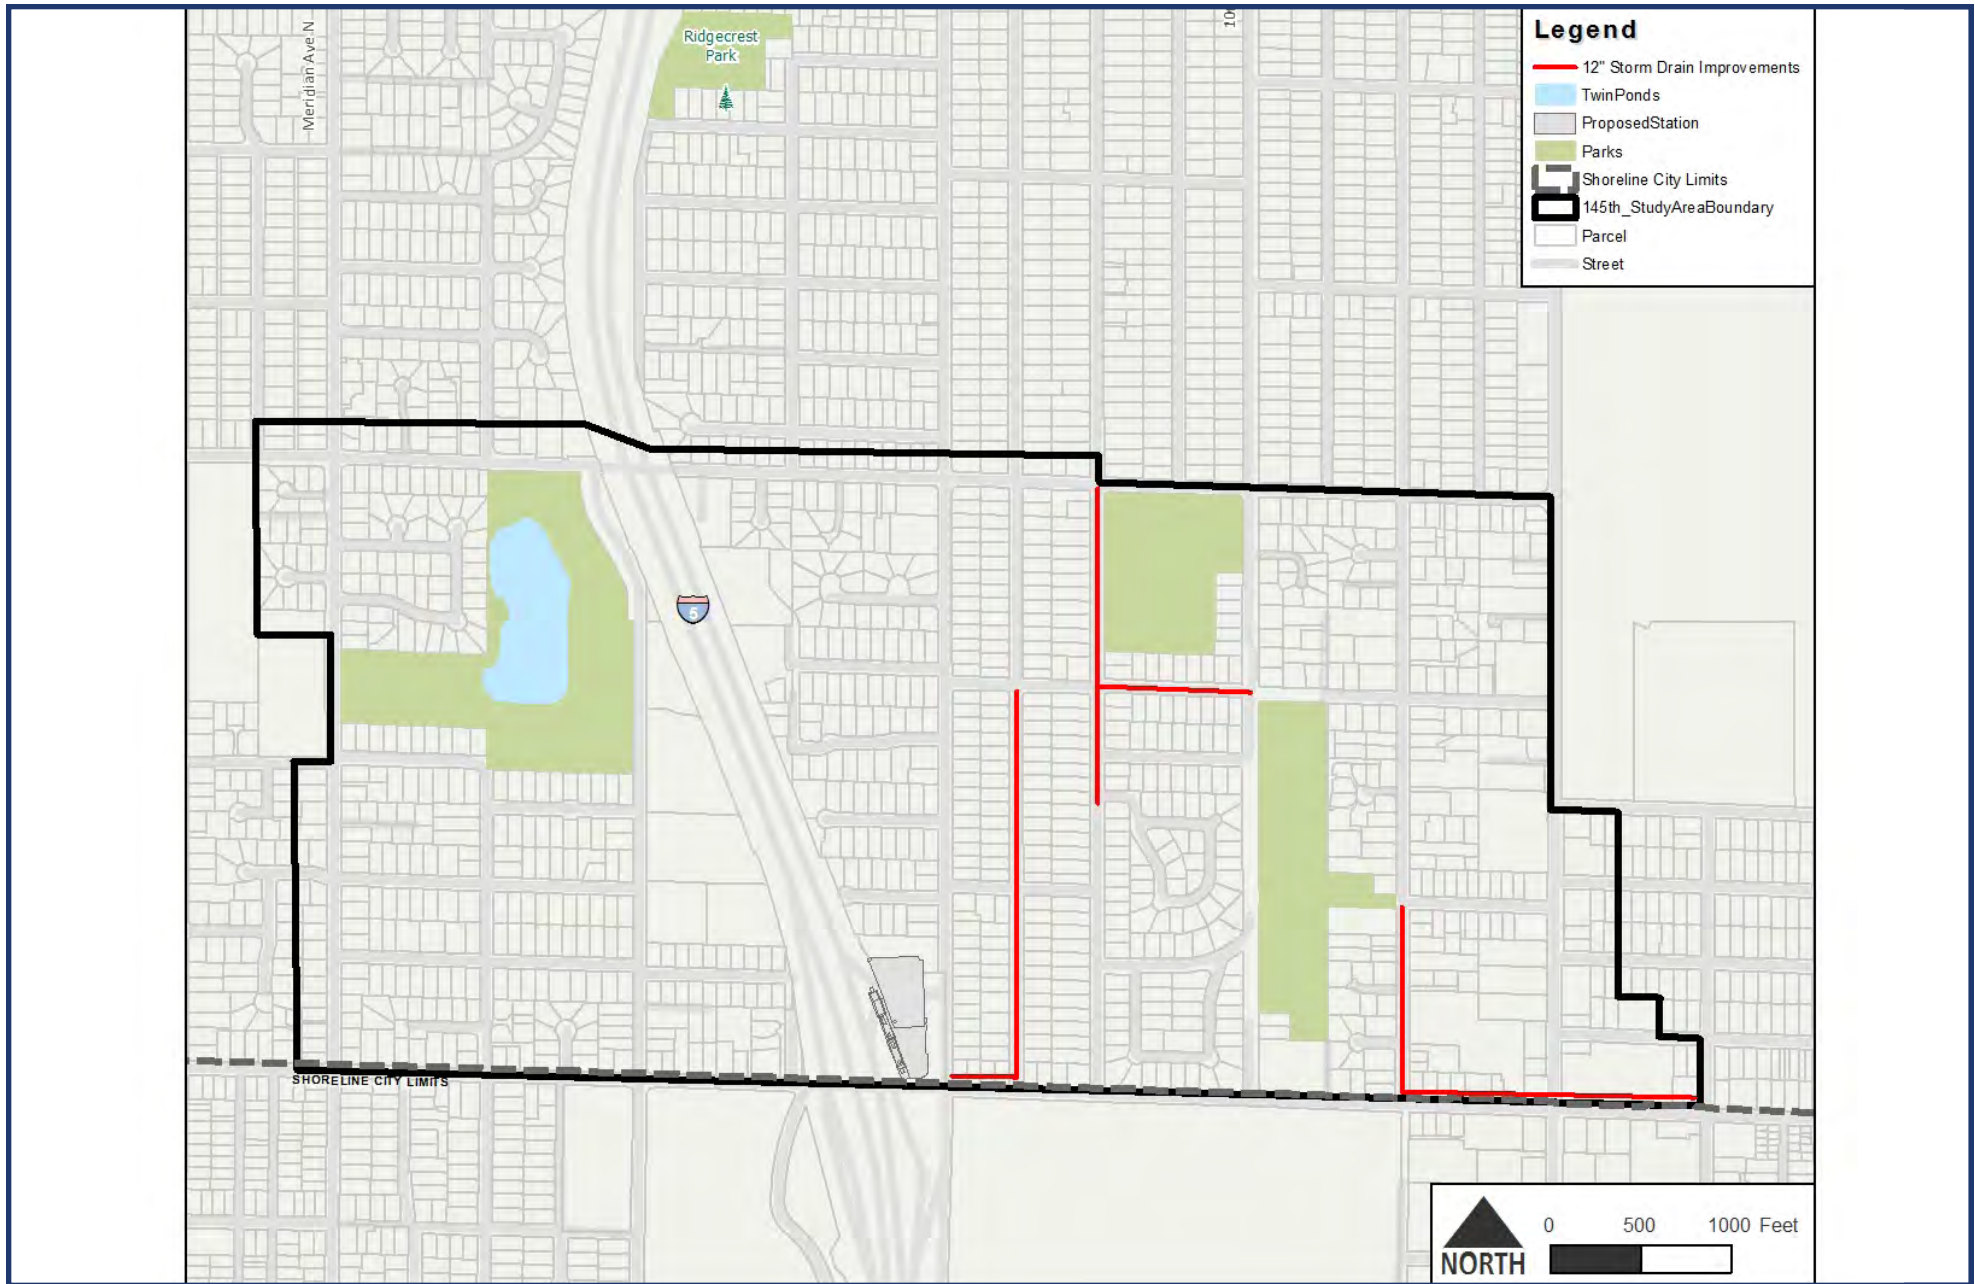 Meridian Ave N
Ridgecrest
Park
Legend
12" Storm Drain Improvements
TwinPonds
ProposedStation
Parks
Shoreline City Limits
145th_StudyAreaBoundary
Parcel
Street
5
SHORELINE CITY LIMITS
NORTH
0 500 1000 Feet